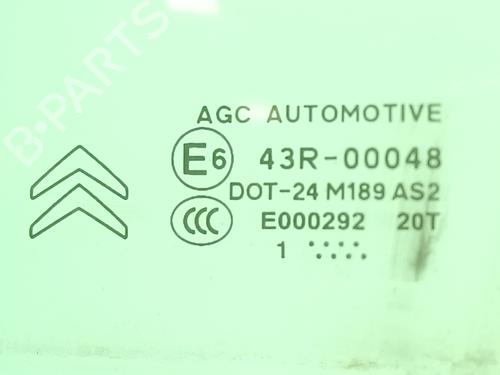 B-PARTS
AGC AUTOMOTIVE
E6 43R-00048
DOT-24 M189 AS2
CCC E000292 20T
1